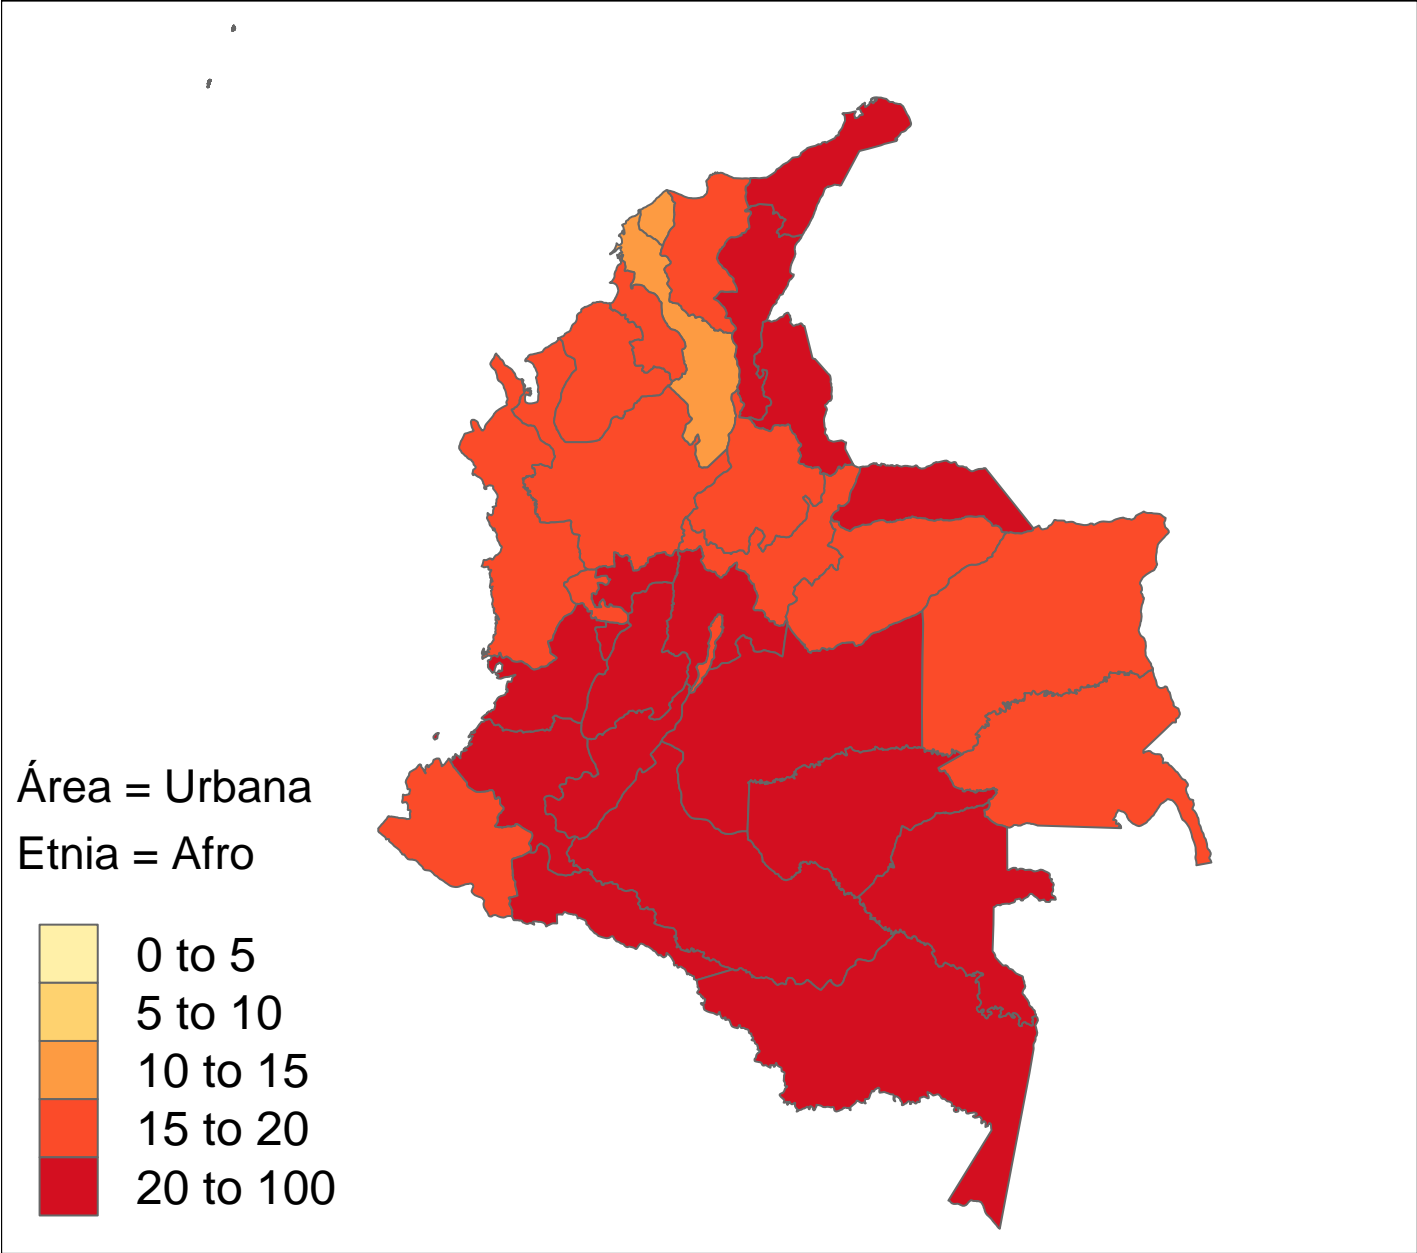 Área = Urbana
Etnia = Afro
0 to 5
5 to 10
10 to 15
15 to 20
20 to 100